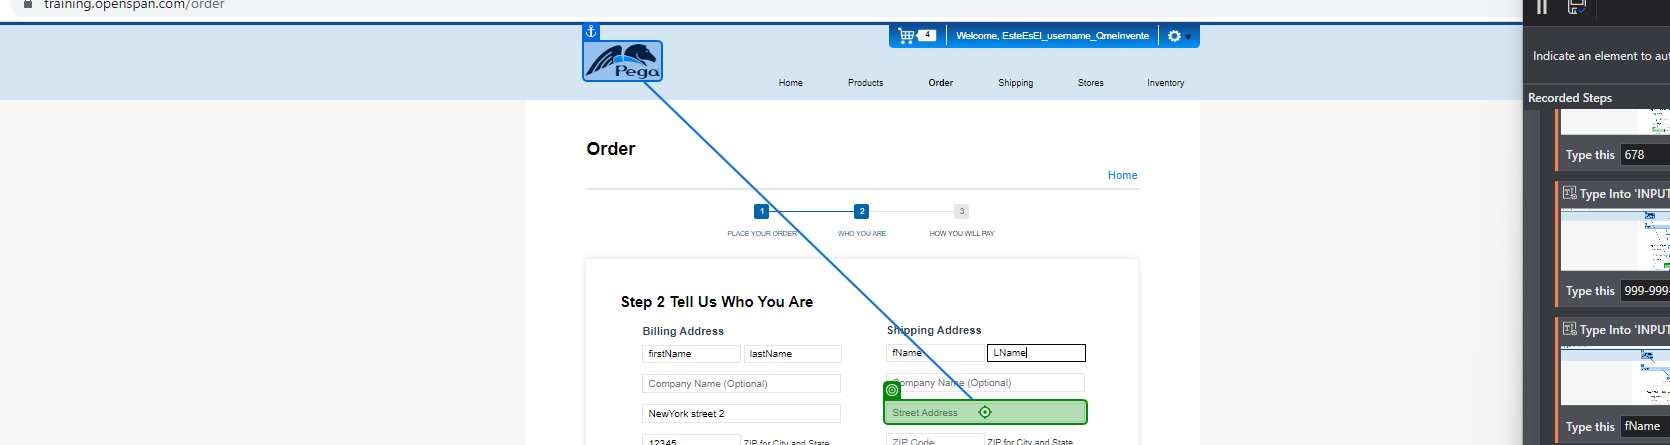 training.openspan.com/order
4
Welcome, EsteEsEl_username_QmeInvente
Pega
Home
Products
Order
Shipping
Stores
Inventory
Order
Home
1
2
3
PLACE YOUR ORDER
WHO YOU ARE
HOW YOU WILL PAY
Step 2 Tell Us Who You Are
Billing Address
Shipping Address
firstName
lastName
fName
LName
Company Name (Optional)
Company Name (Optional)
NewYork street 2
Street Address
12345
ZIP for City and State
ZIP Code
ZIP for City and State
Indicate an element to aut
Recorded Steps
Type this
678
Type Into 'INPUT
Type this
999-999-
Type Into 'INPUT
Type this
fName